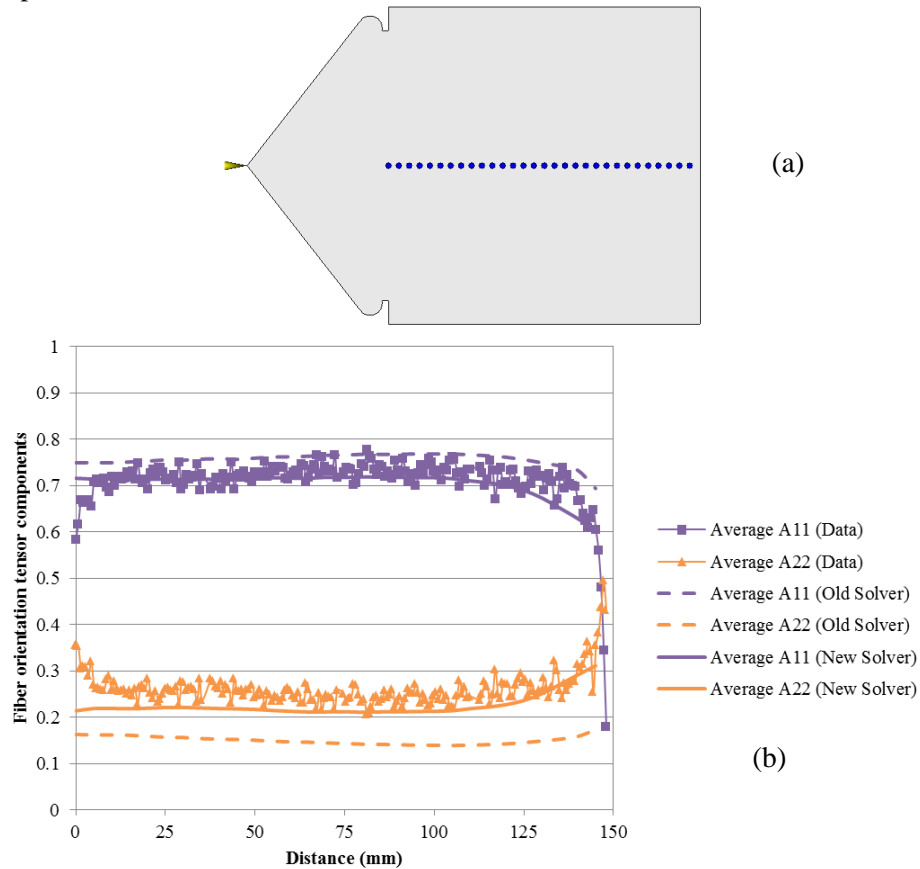 (a)
1
0.9
0.8
0.7
0.6
0.5
0.4
0.3
0.2
0.1
0
Fiber orientation tensor components
0 25 50 75 100 125 150
Distance (mm)
Average A11 (Data)
Average A22 (Data)
Average A11 (Old Solver)
Average A22 (Old Solver)
Average A11 (New Solver)
Average A22 (New Solver)
(b)